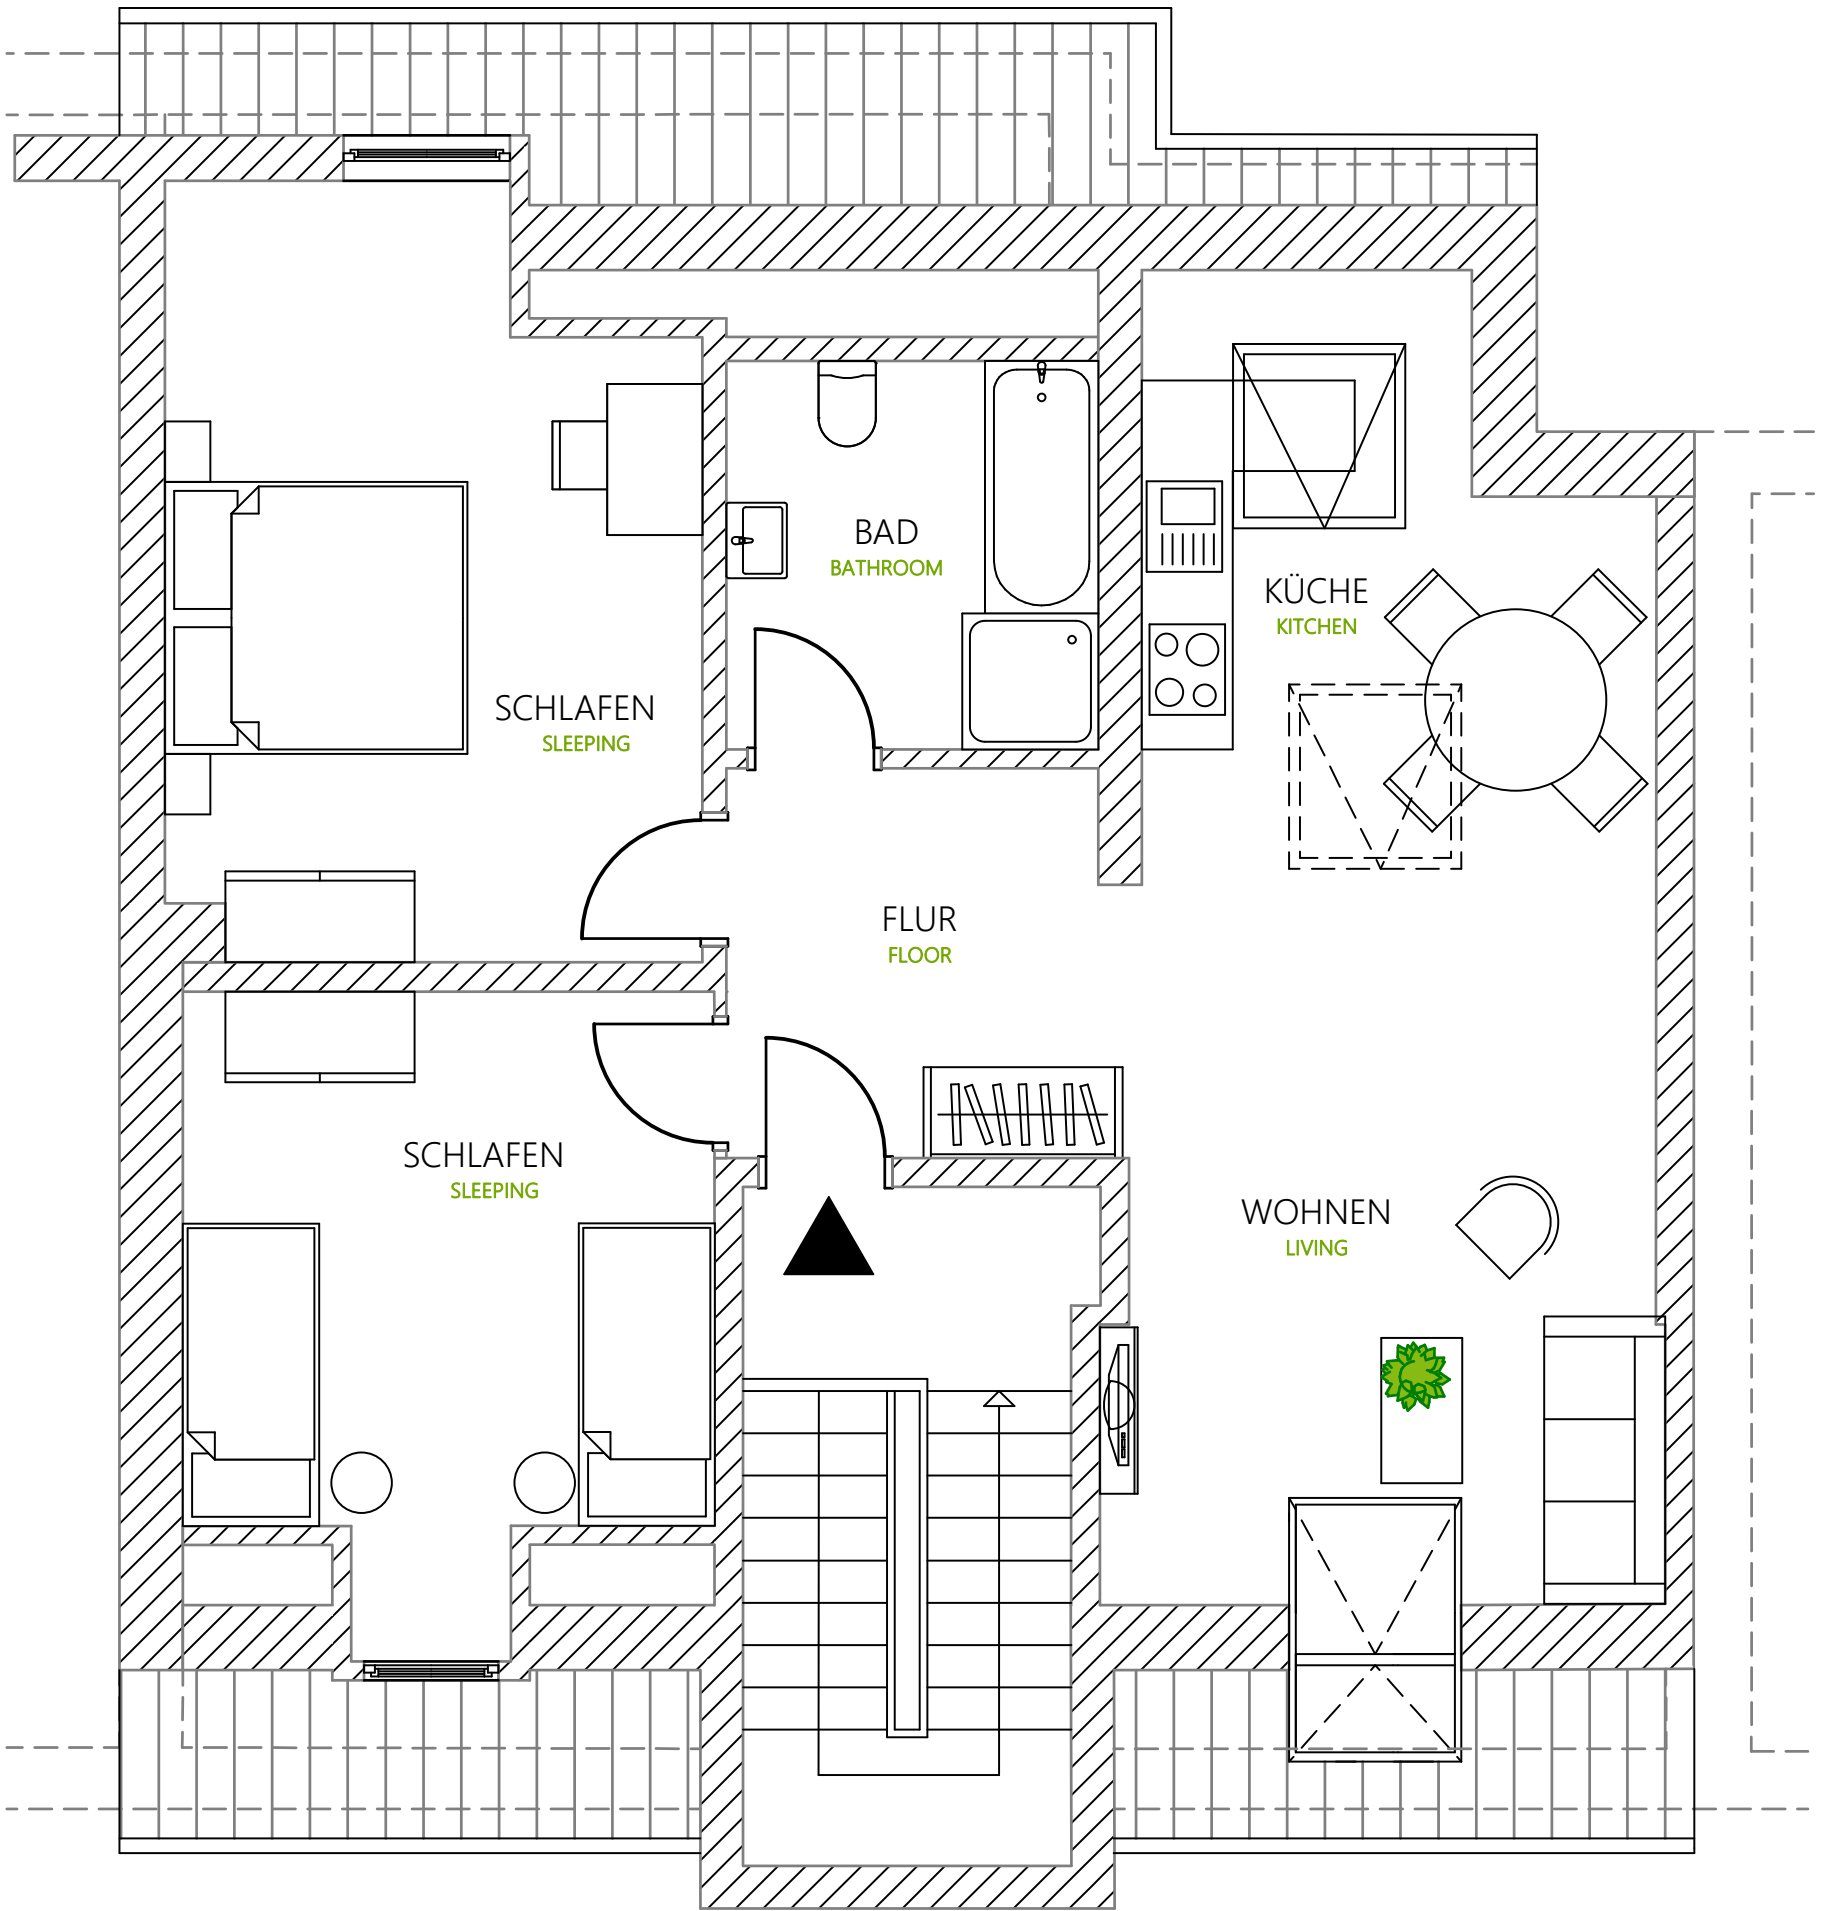 BAD
BATHROOM
KÜCHE
KITCHEN
SCHLAFEN
SLEEPING
FLUR
FLOOR
SCHLAFEN
SLEEPING
WOHNEN
LIVING